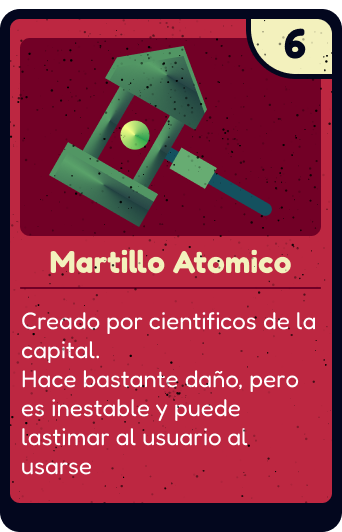 6
Martillo Atomico
Creado por cientificos de la
capital.
Hace bastante daño, pero
es inestable y puede
lastimar al usuario al
usarse